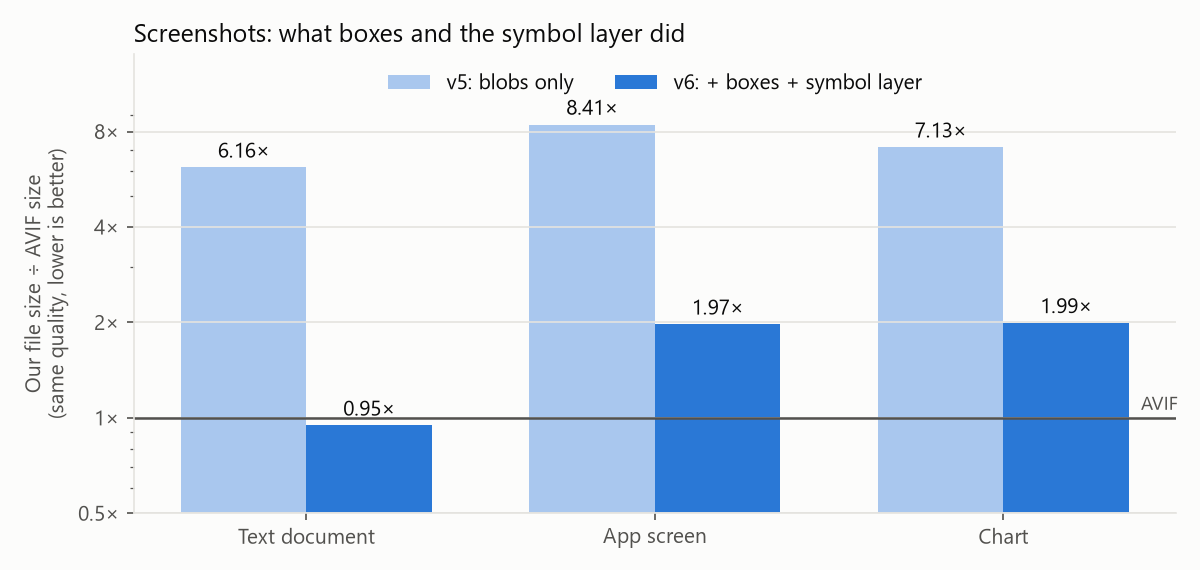 Screenshots: what boxes and the symbol layer did
v5: blobs only
v6: + boxes + symbol layer
Our file size ÷ AVIF size
(same quality, lower is better)
8×
4×
2×
1×
0.5×
6.16×
0.95×
8.41×
1.97×
7.13×
1.99×
AVIF
Text document
App screen
Chart